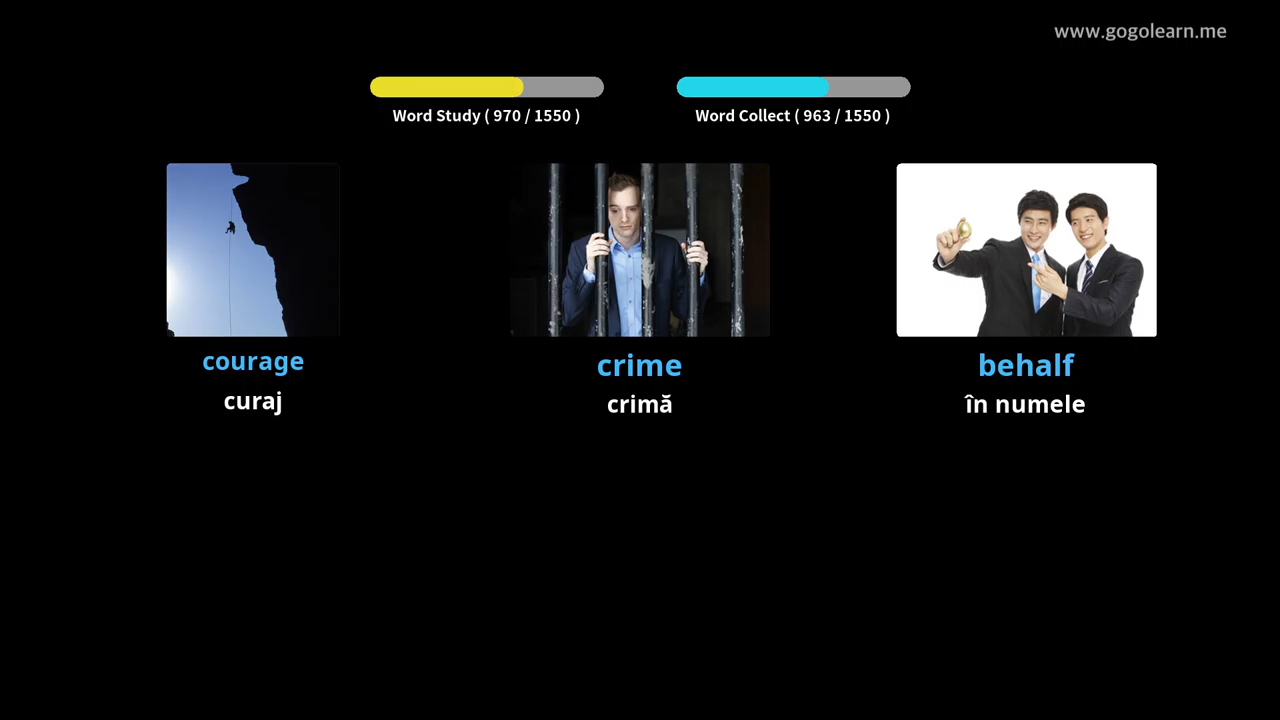 www.gogolearn.me
Word Study ( 970 / 1550 )
Word Collect ( 963 / 1550 )
courage
crime
behalf
curaj
crimă
în numele